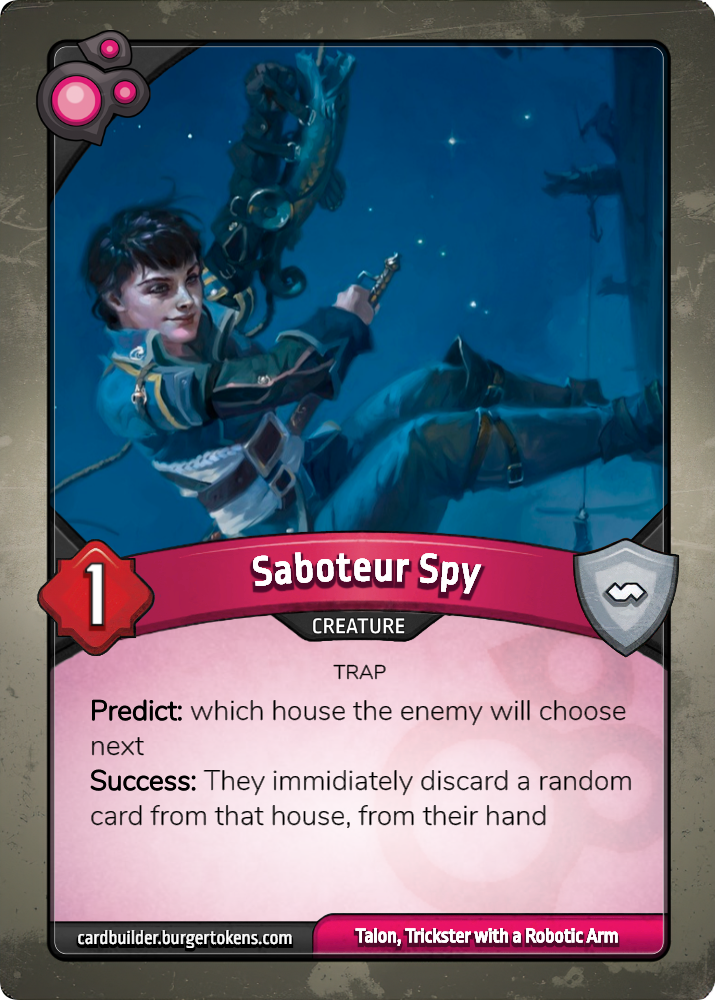 1
Saboteur Spy
CREATURE
TRAP
Predict: which house the enemy will choose
next
Success: They immidiately discard a random
card from that house, from their hand
cardbuilder.burgertokens.com
Talon, Trickster with a Robotic Arm